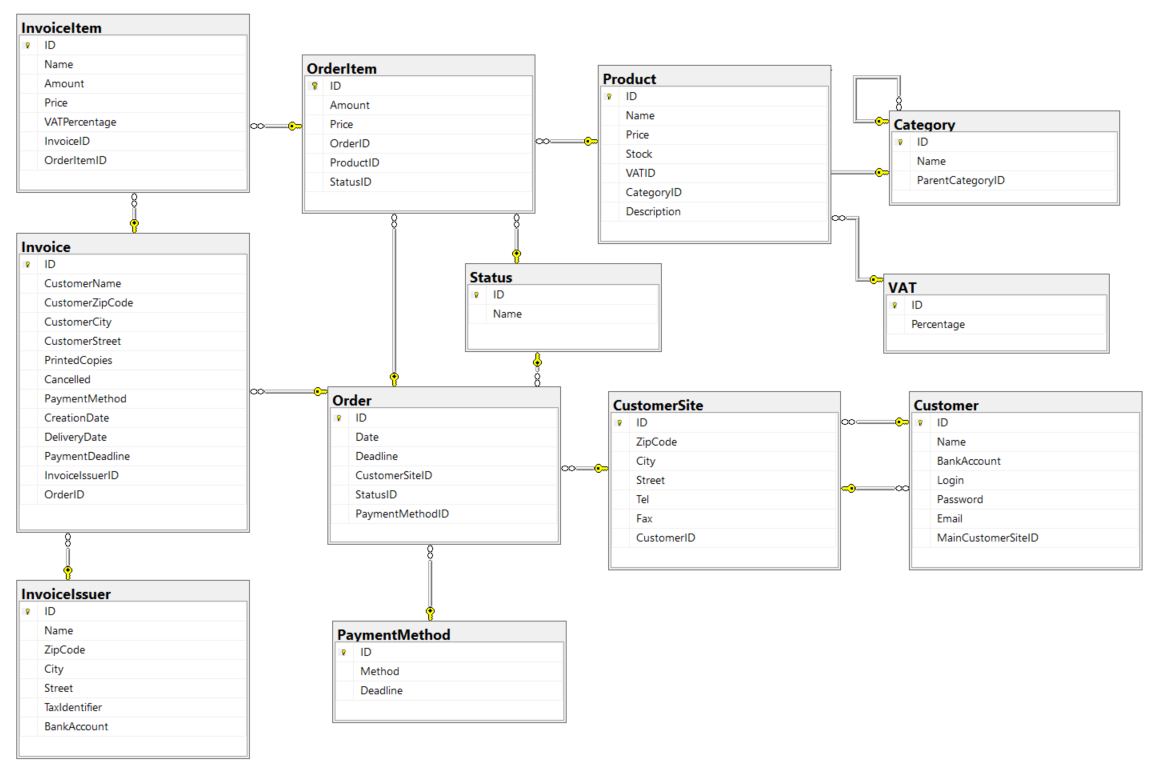 InvoiceItem
ID
Name
Amount
Price
VATPercentage
InvoiceID
OrderItemID
OrderItem
ID
Amount
Price
OrderID
ProductID
StatusID
Product
ID
Name
Price
Stock
VATID
CategoryID
Description
Category
ID
Name
ParentCategoryID
Invoice
ID
CustomerName
CustomerZipCode
CustomerCity
CustomerStreet
PrintedCopies
Cancelled
PaymentMethod
CreationDate
DeliveryDate
PaymentDeadline
InvoiceIssuerID
OrderID
Status
ID
Name
VAT
ID
Percentage
Order
ID
Date
Deadline
CustomerSiteID
StatusID
PaymentMethodID
CustomerSite
ID
ZipCode
City
Street
Tel
Fax
CustomerID
Customer
ID
Name
BankAccount
Login
Password
Email
MainCustomerSiteID
InvoiceIssuer
ID
Name
ZipCode
City
Street
TaxIdentifier
BankAccount
PaymentMethod
ID
Method
Deadline